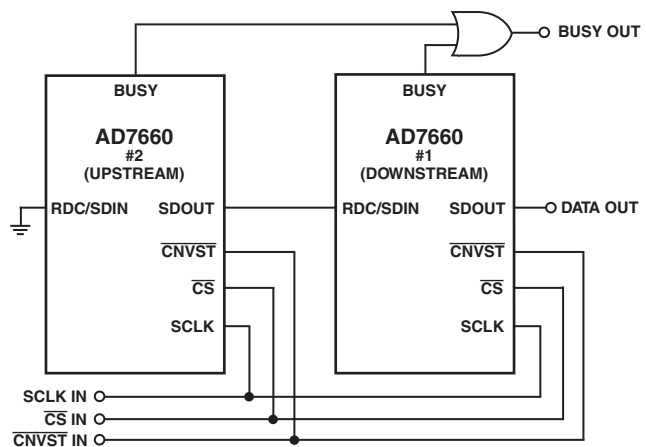 BUSY OUT
BUSY
BUSY
AD7660
#2
(UPSTREAM)
AD7660
#1
(DOWNSTREAM)
RDC/SDIN
SDOUT
RDC/SDIN
SDOUT
DATA OUT
CNVST
CNVST
CS
CS
SCLK
SCLK
SCLK IN
CS IN
CNVST IN